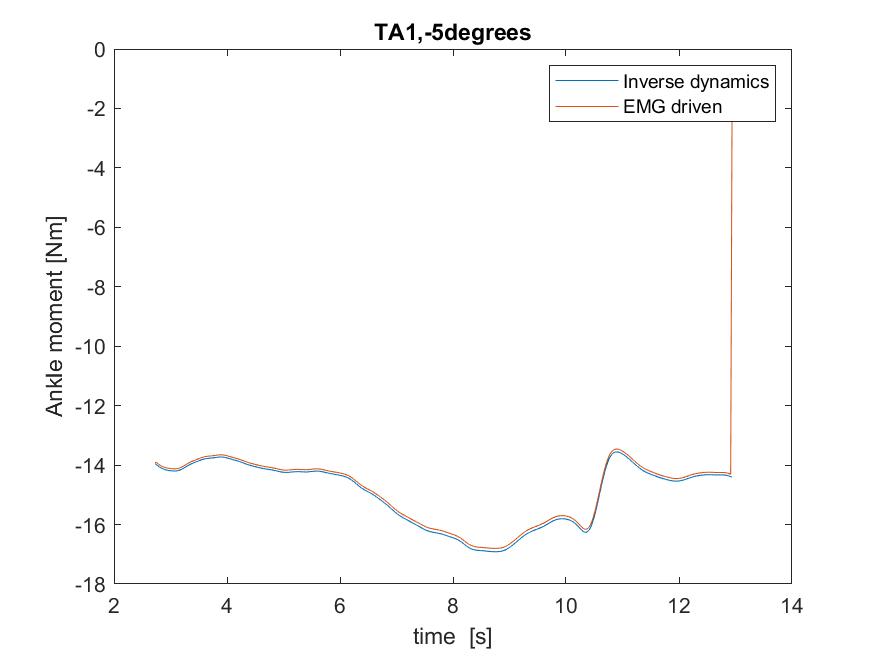 TA1,-5degrees
Inverse dynamics
EMG driven
Ankle moment [Nm]
0
-2
-4
-6
-8
-10
-12
-14
-16
-18
2 4 6 8 10 12 14
time [s]